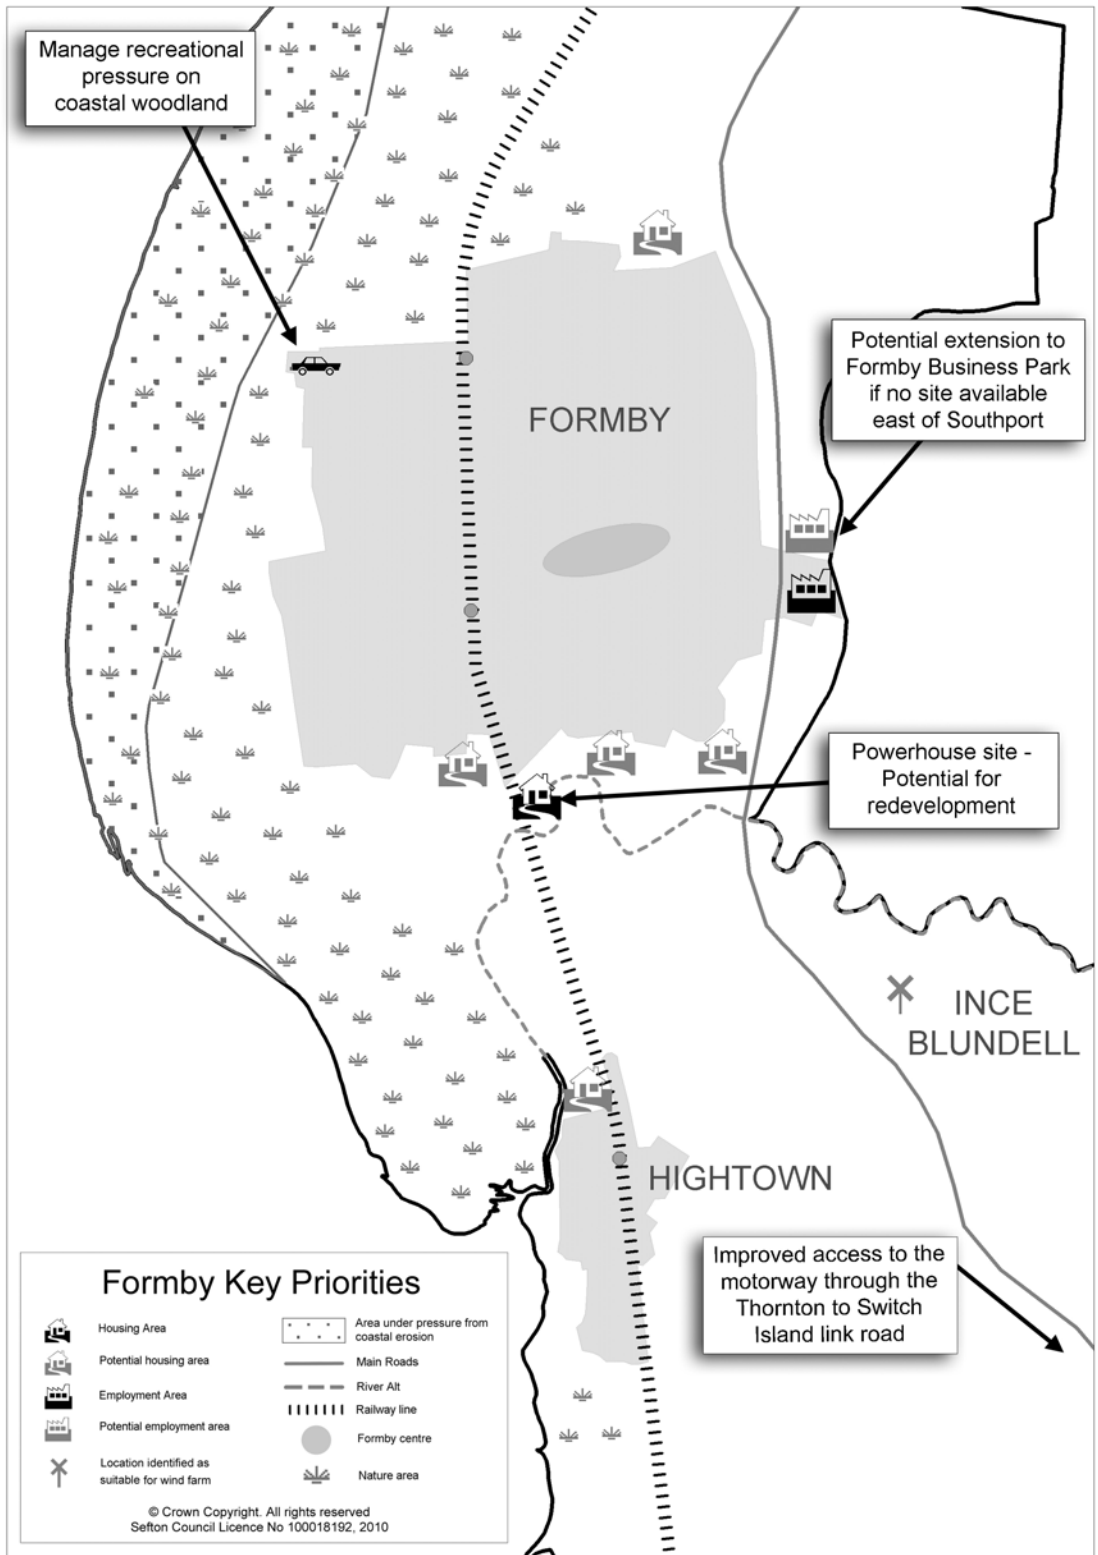 Manage recreational
pressure on
coastal woodland
Potential extension to
Formby Business Park
if no site available
east of Southport
FORMBY
Powerhouse site -
Potential for
redevelopment
INCE
BLUNDELL
HIGHTOWN
Improved access to the
motorway through the
Thornton to Switch
Island link road
Formby Key Priorities
Housing Area
Potential housing area
Employment Area
Potential employment area
Location identified as
suitable for wind farm
Area under pressure from
coastal erosion
Main Roads
River Alt
Railway line
Formby centre
Nature area
© Crown Copyright. All rights reserved
Sefton Council Licence No 100018192, 2010